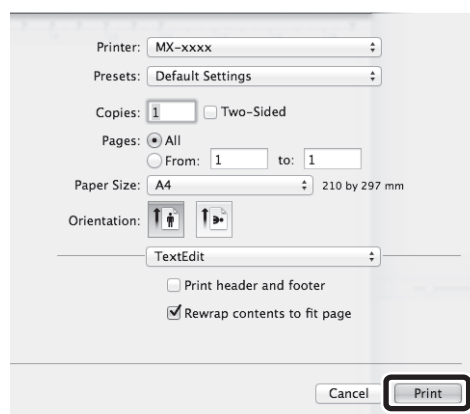 Printer: MX-xxxx
Presets: Default Settings
Copies: 1 Two-Sided
Pages: All
From: 1 to: 1
Paper Size: A4 210 by 297 mm
Orientation:
TextEdit
Print header and footer
Rewrap contents to fit page
Cancel Print